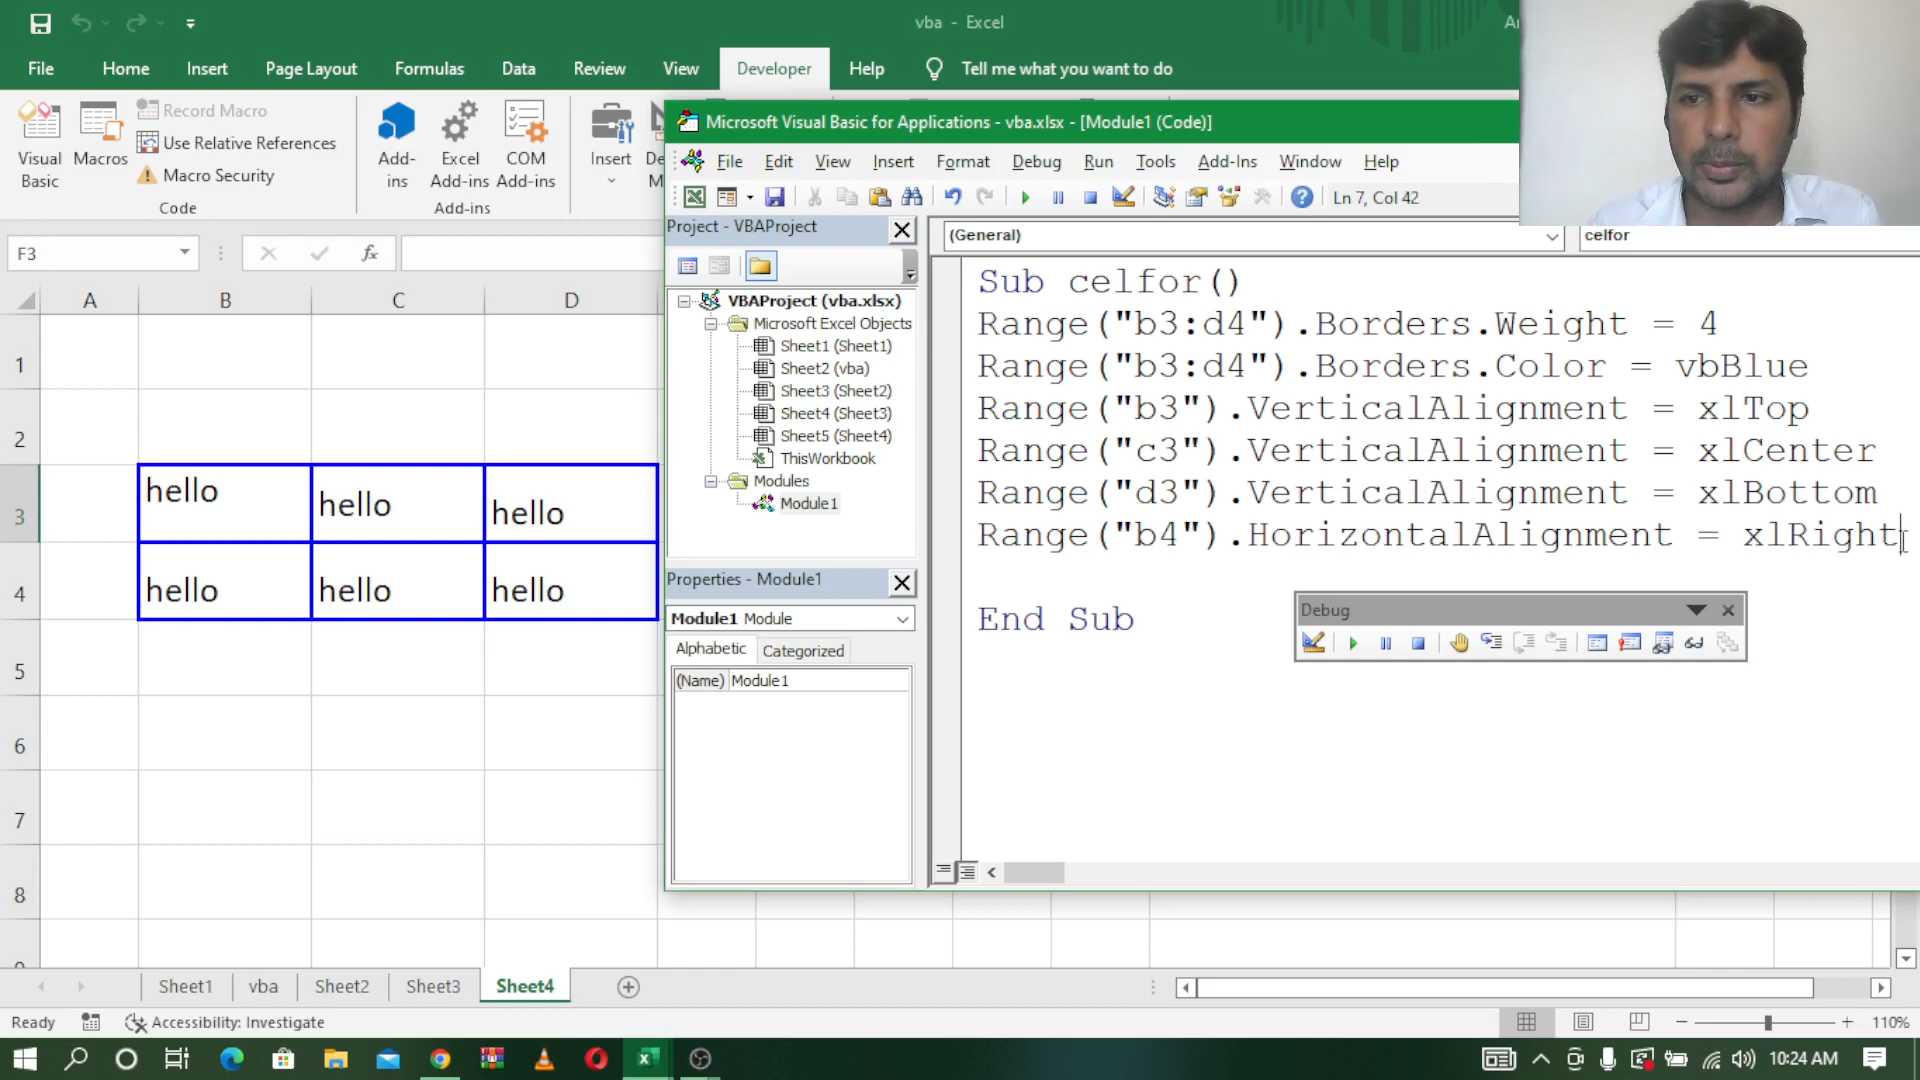 vba - Excel
File Home Insert Page Layout Formulas Data Review View Developer Help Tell me what you want to do
Visual Basic
Macros
Record Macro
Use Relative References
Macro Security
Code
Add-ins
Excel Add-ins
COM Add-ins
Add-ins
Insert
F3
fx
A B C D
1
2
3 hello hello hello
4 hello hello hello
5
6
7
8
Microsoft Visual Basic for Applications - vba.xlsx - [Module1 (Code)]
File Edit View Insert Format Debug Run Tools Add-Ins Window Help
Ln 7, Col 42
Project - VBAProject
VBAProject (vba.xlsx)
Microsoft Excel Objects
Sheet1 (Sheet1)
Sheet2 (vba)
Sheet3 (Sheet2)
Sheet4 (Sheet3)
Sheet5 (Sheet4)
ThisWorkbook
Modules
Module1
Properties - Module1
Module1 Module
Alphabetic Categorized
(Name) Module1
(General) celfor
Sub celfor()
Range("b3:d4").Borders.Weight = 4
Range("b3:d4").Borders.Color = vbBlue
Range("b3").VerticalAlignment = xlTop
Range("c3").VerticalAlignment = xlCenter
Range("d3").VerticalAlignment = xlBottom
Range("b4").HorizontalAlignment = xlRight
End Sub
Debug
Sheet1 vba Sheet2 Sheet3 Sheet4
Ready Accessibility: Investigate 110%
10:24 AM